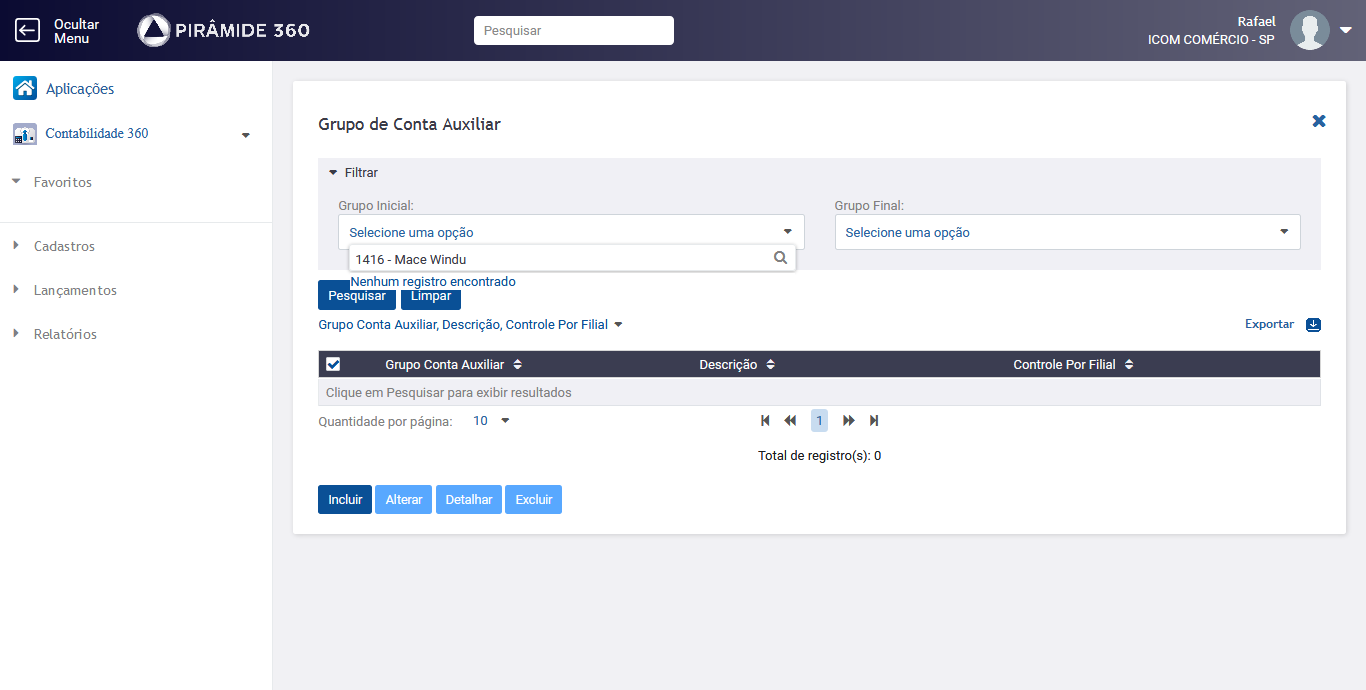 Ocultar
Menu
PIRÂMIDE 360
Pesquisar
Rafael
ICOM COMÉRCIO - SP
Aplicações
Contabilidade 360
Favoritos
Cadastros
Lançamentos
Relatórios
Grupo de Conta Auxiliar
Filtrar
Grupo Inicial:
Grupo Final:
Selecione uma opção
Selecione uma opção
1416 - Mace Windu
Nenhum registro encontrado
Pesquisar
Limpar
Grupo Conta Auxiliar, Descrição, Controle Por Filial
Exportar
Grupo Conta Auxiliar
Descrição
Controle Por Filial
Clique em Pesquisar para exibir resultados
Quantidade por página: 10
1
Total de registro(s): 0
Incluir
Alterar
Detalhar
Excluir